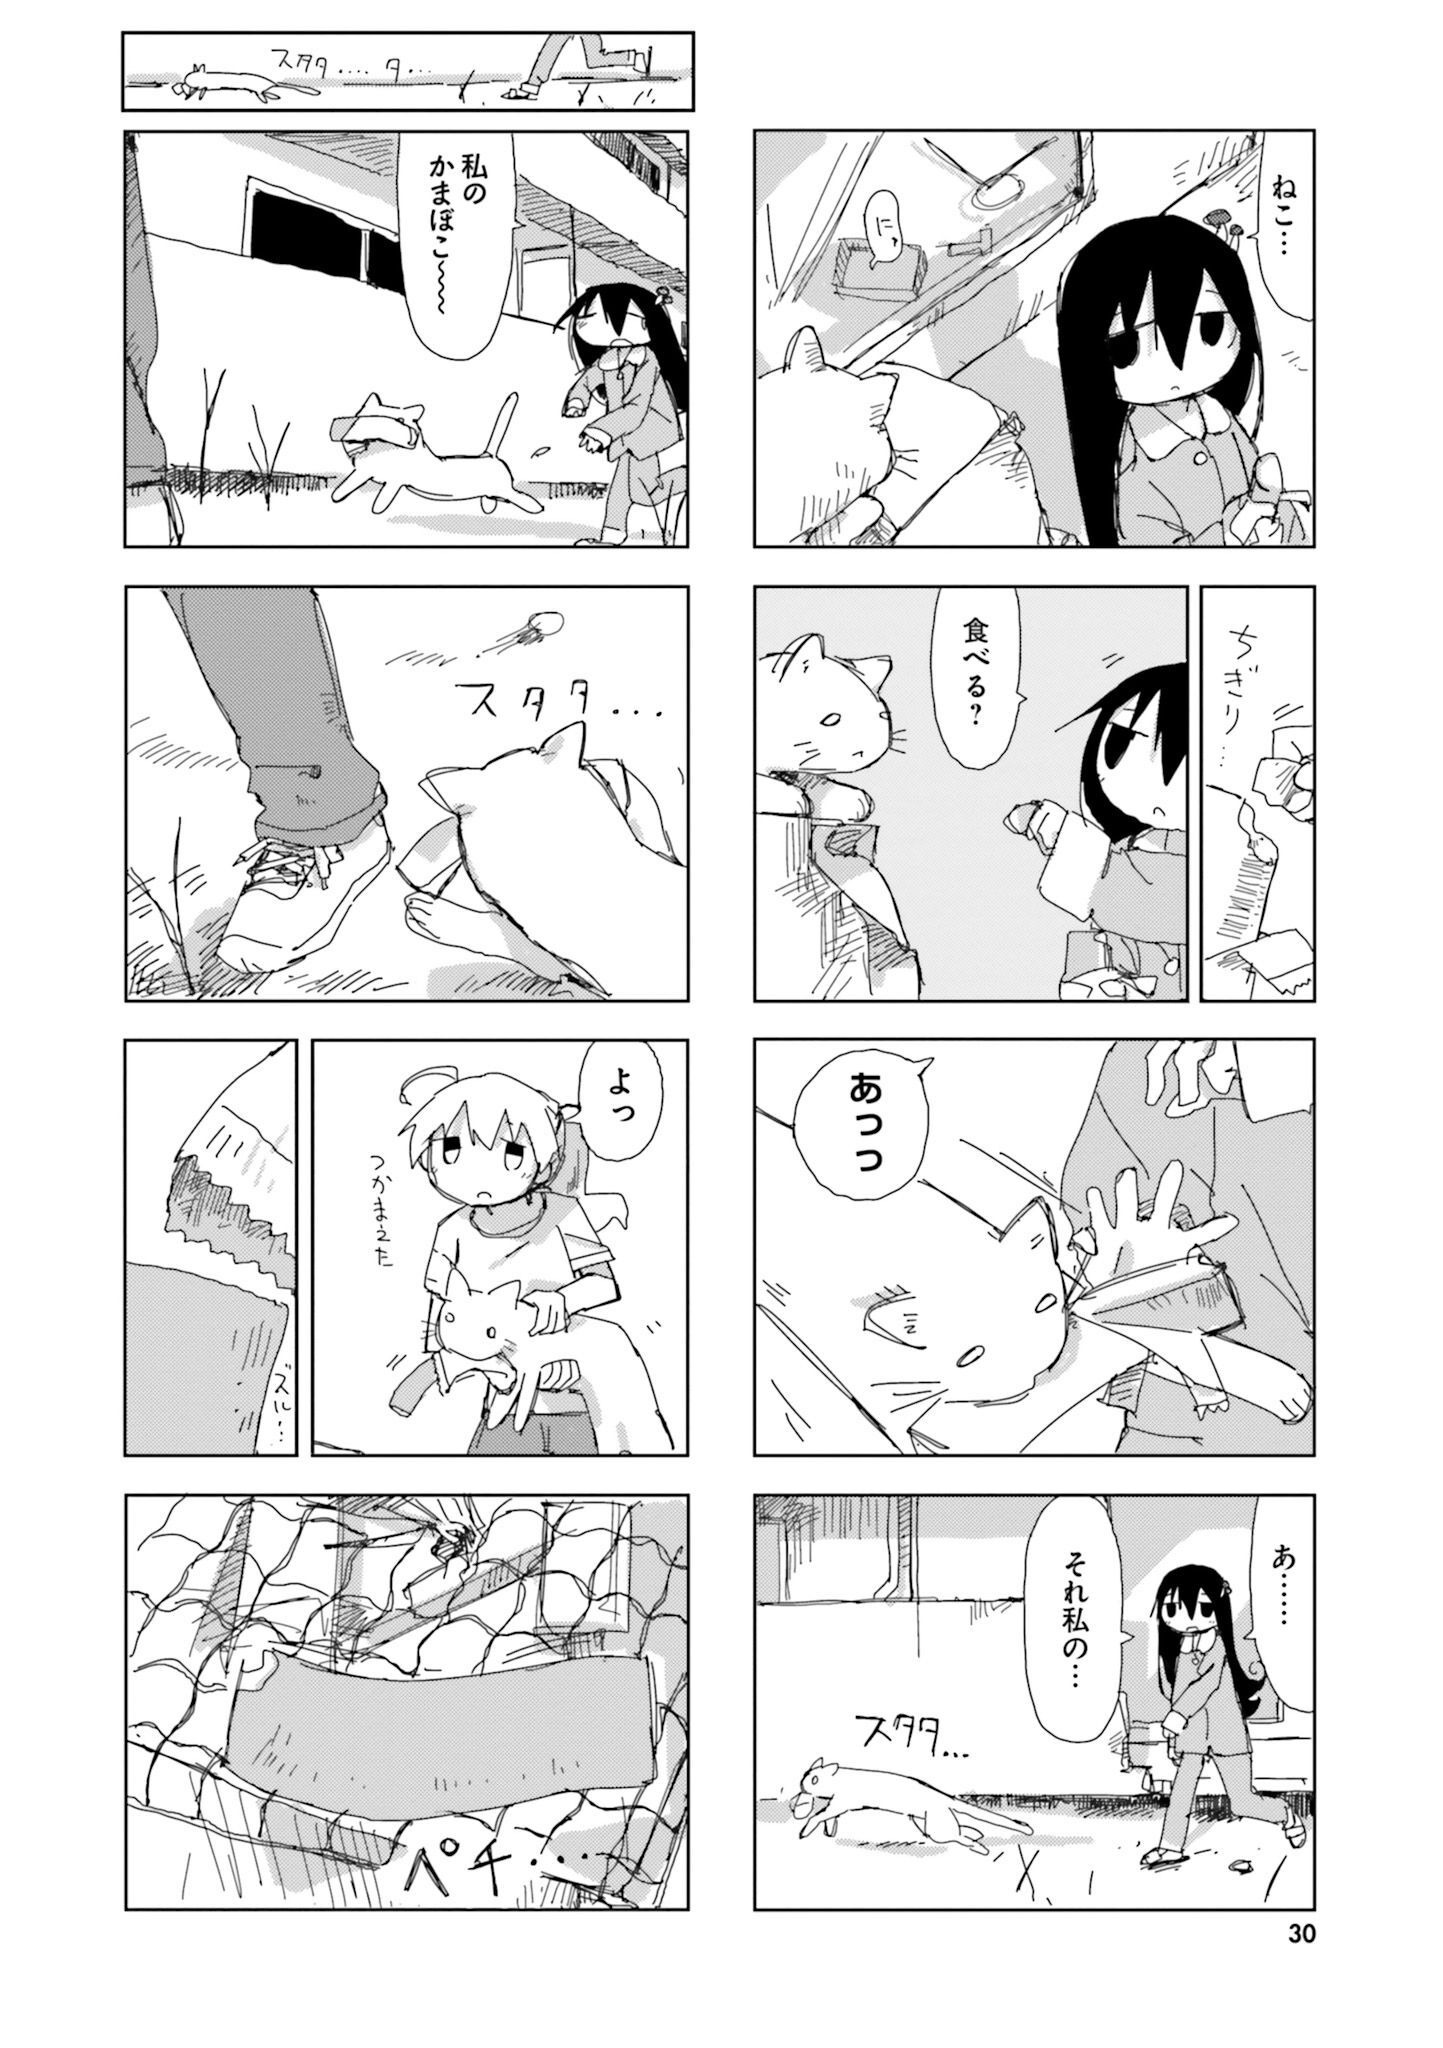 ねこ…
に?
ちぎり…
食べる?
あっっ
あ……
それ私の…
スタタ…
スタタ....タ...
私の
かまぼこ~~~
スタタ...
よっ
つかまえた
ズル…
ペチ...
30